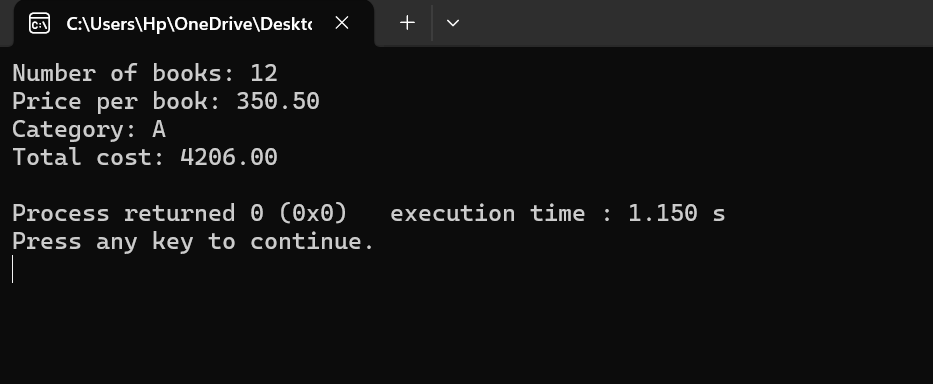 C:\Users\Hp\OneDrive\Deskto
Number of books: 12
Price per book: 350.50
Category: A
Total cost: 4206.00
Process returned 0 (0x0)   execution time : 1.150 s
Press any key to continue.